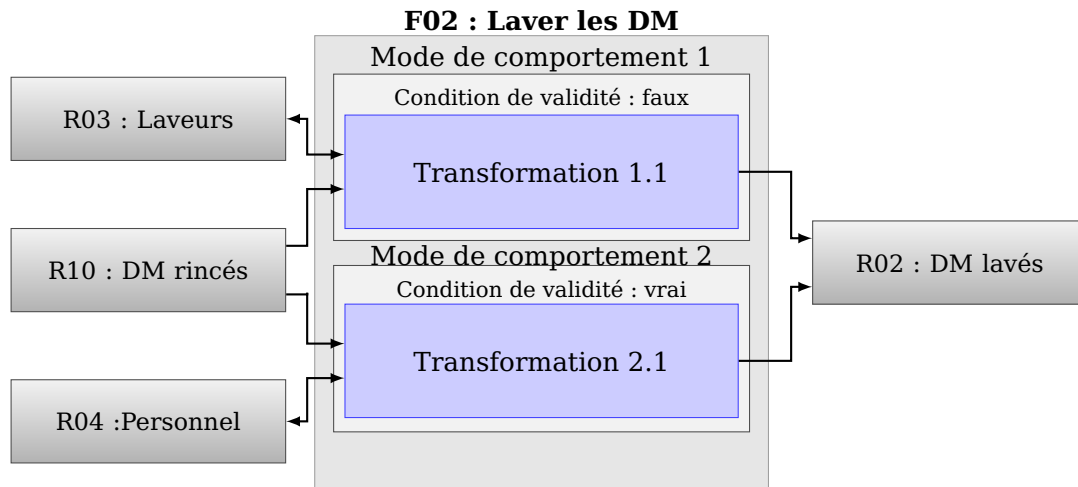 F02 : Laver les DM
Mode de comportement 1
Condition de validité : faux
R03 : Laveurs
Transformation 1.1
R10 : DM rincés
R02 : DM lavés
Mode de comportement 2
Condition de validité : vrai
Transformation 2.1
R04 :Personnel